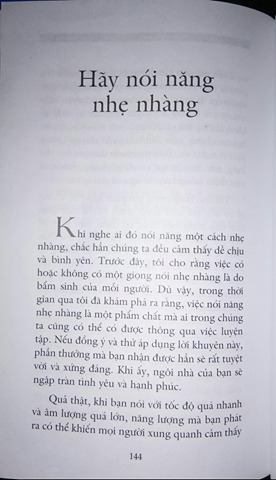 Hãy nói năng
nhẹ nhàng
Khi nghe ai đó nói năng một cách nhẹ
nhàng, chắc hẳn chúng ta đều cảm thấy dễ chịu
và bình yên. Trước đây, tôi cho rằng việc có
hoặc không có một giọng nói nhẹ nhàng là do
bẩm sinh của mỗi người. Dù vậy, trong thời
gian qua tôi đã khám phá ra rằng, việc nói năng
nhẹ nhàng là một phẩm chất mà ai trong chúng
ta cũng có thể có được thông qua việc luyện
tập. Nếu đồng ý và thử áp dụng lời khuyên này,
phần thưởng mà bạn nhận được hẳn sẽ rất tuyệt
vời và xứng đáng. Khi ấy, ngôi nhà của bạn sẽ
ngập tràn tình yêu và hạnh phúc.
Quả thật, khi bạn nói với tốc độ quá nhanh
và âm lượng quá lớn, năng lượng mà bạn phát
ra có thể khiến mọi người xung quanh cảm thấy
144